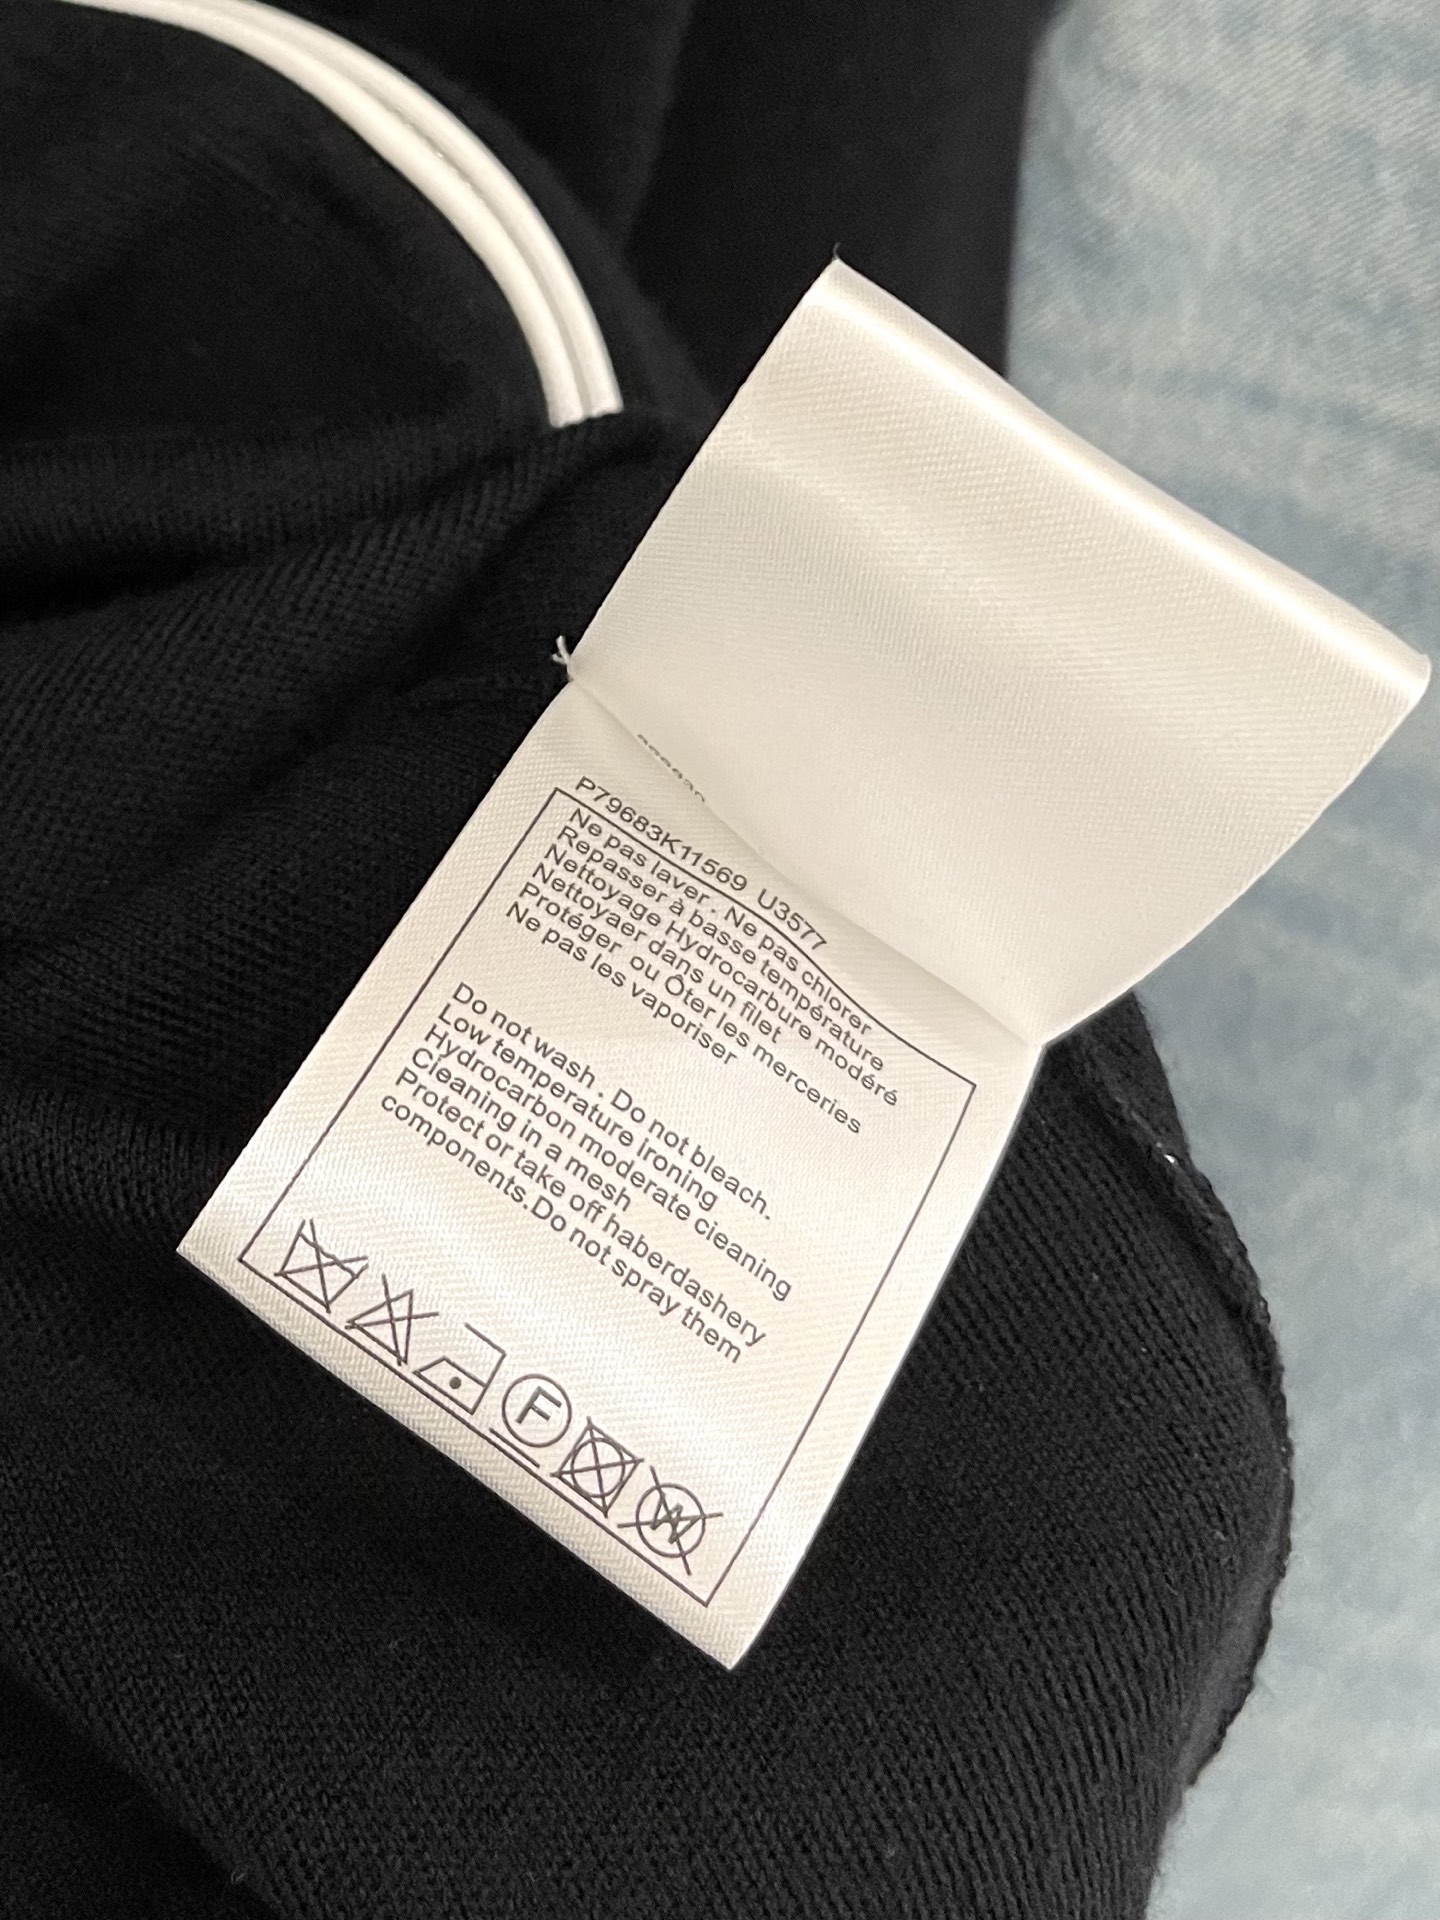 P79683K11569 U3577
Ne pas laver . Ne pas chlorer
Repasser à basse température
Nettoyage Hydrocarbure modéré
Nettoyaer dans un filet
Protéger ou Ôter les merceries
Ne pas les vaporiser
Do not wash . Do not bleach.
Low temperature ironing
Hydrocarbon moderate cleaning
Cleaning in a mesh
Protect or take off haberdashery
components.Do not spray them
F
W